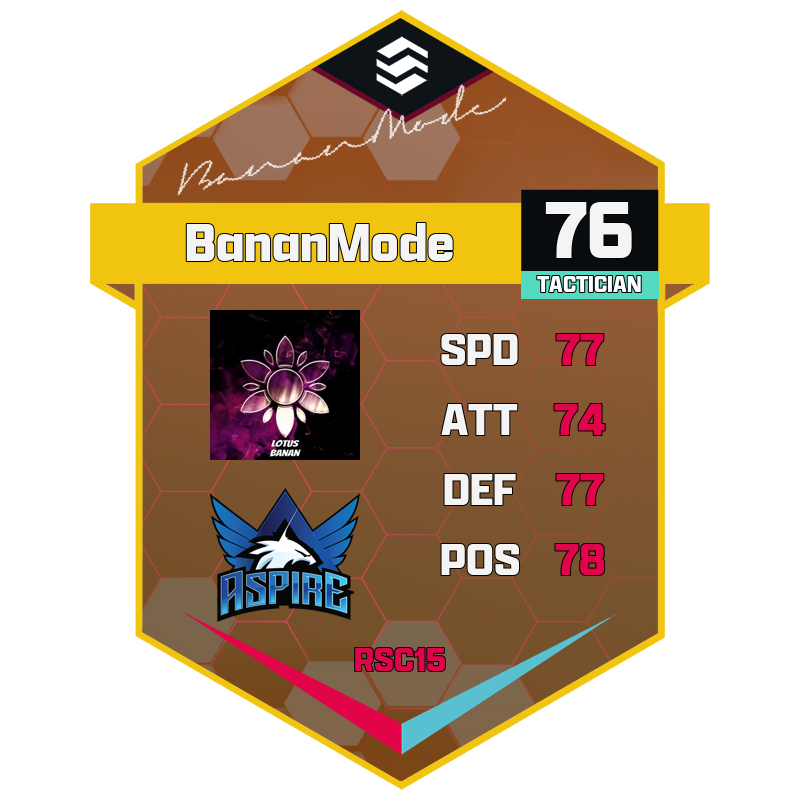 BananMode
BananMode
76
TACTICIAN
LOTUS
BANAN
SPD 77
ATT 74
DEF 77
POS 78
ASPIRE
RSC15